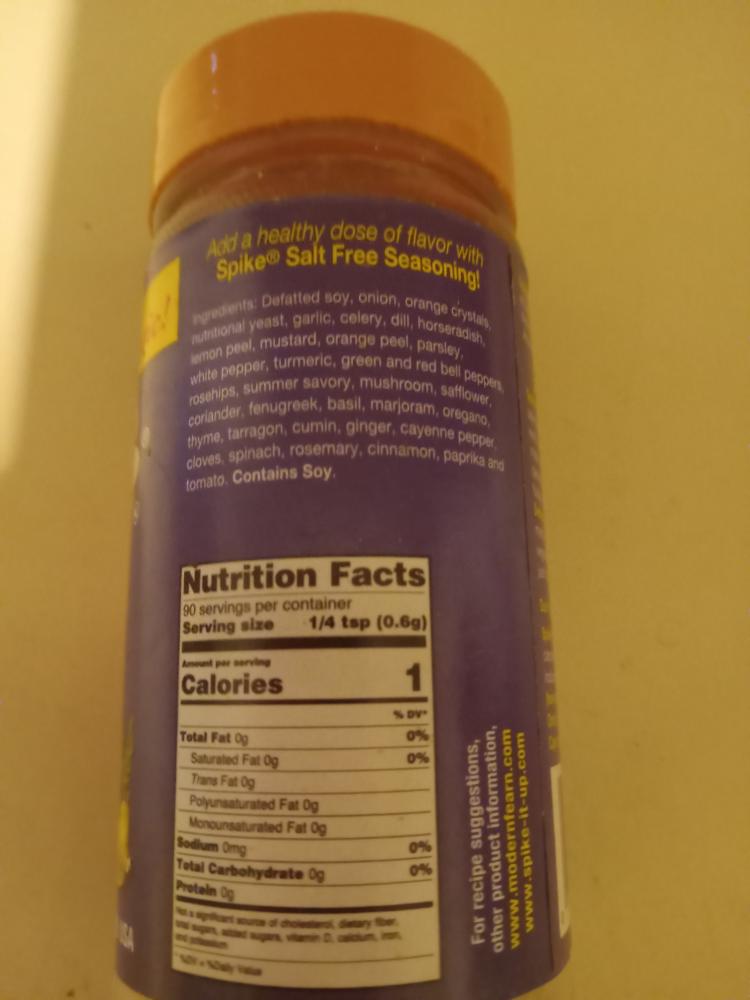 Add a healthy dose of flavor with
Spike® Salt Free Seasoning!
Ingredients: Defatted soy, onion, orange crystals,
nutritional yeast, garlic, celery, dill, horseradish,
lemon peel, mustard, orange peel, parsley,
white pepper, turmeric, green and red bell peppers,
rosehips, summer savory, mushroom, safflower,
coriander, fenugreek, basil, marjoram, oregano,
thyme, tarragon, cumin, ginger, cayenne pepper,
cloves, spinach, rosemary, cinnamon, paprika and
tomato. Contains Soy.
Nutrition Facts
90 servings per container
Serving size 1/4 tsp (0.6g)
Amount per serving
Calories 1
% DV*
Total Fat 0g 0%
Saturated Fat 0g 0%
Trans Fat 0g
Polyunsaturated Fat 0g
Monounsaturated Fat 0g
Sodium 0mg 0%
Total Carbohydrate 0g 0%
Protein 0g
Not a significant source of cholesterol, dietary fiber,
total sugars, added sugars, vitamin D, calcium, iron,
and potassium
*%DV = %Daily Value
For recipe suggestions,
other product information,
www.modernfearn.com
www.spike-it-up.com
USA